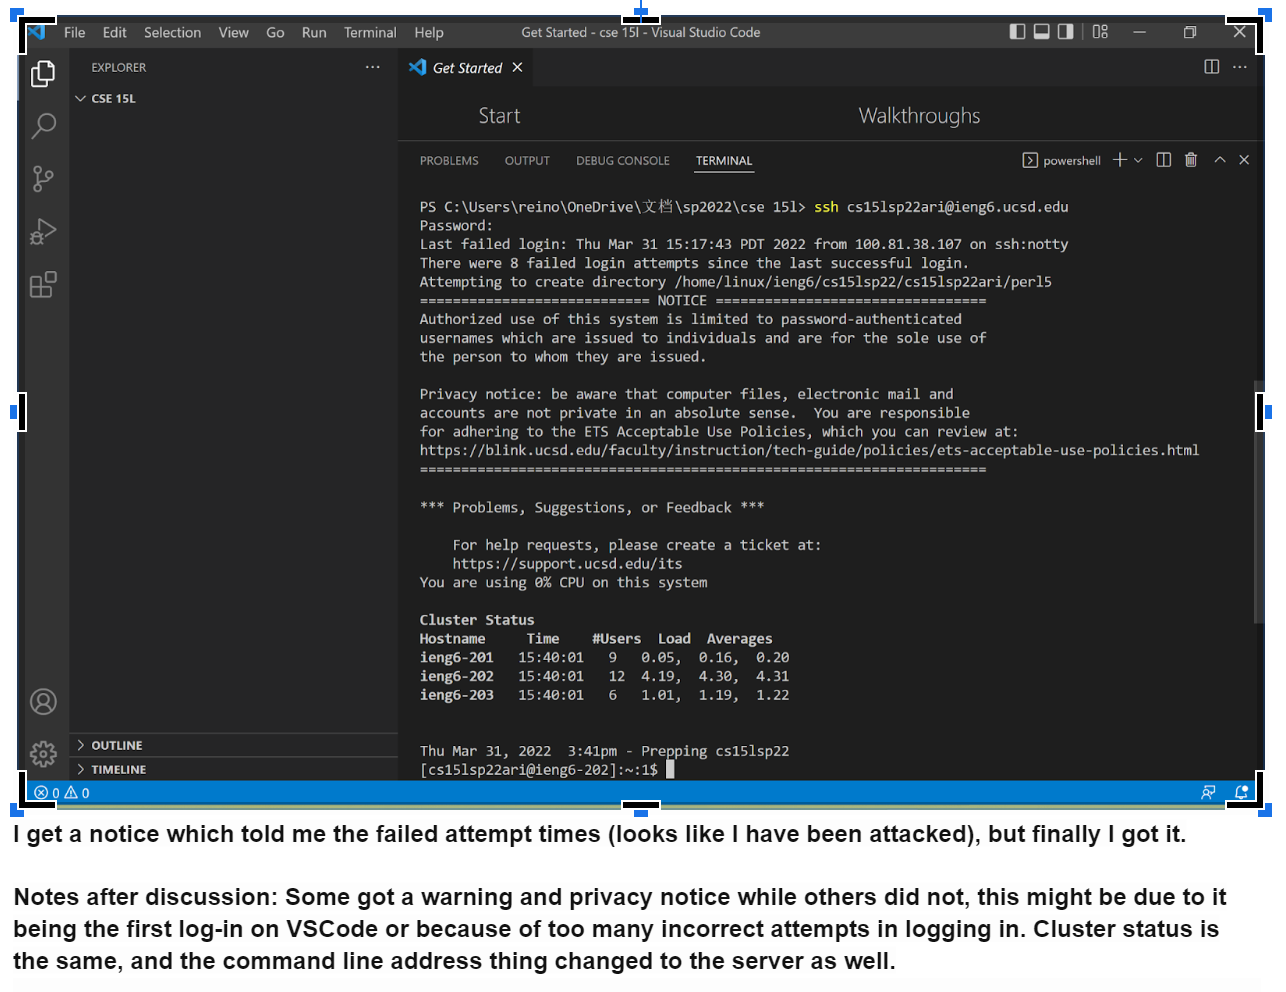 File Edit Selection View Go Run Terminal Help Get Started - cse 15l - Visual Studio Code
EXPLORER
Get Started
CSE 15L
Start Walkthroughs
PROBLEMS OUTPUT DEBUG CONSOLE TERMINAL powershell
PS C:\Users\reino\OneDrive\文档\sp2022\cse 15l> ssh cs15lsp22ari@ieng6.ucsd.edu
Password:
Last failed login: Thu Mar 31 15:17:43 PDT 2022 from 100.81.38.107 on ssh:notty
There were 8 failed login attempts since the last successful login.
Attempting to create directory /home/linux/ieng6/cs15lsp22/cs15lsp22ari/perl5
============================ NOTICE =================================
Authorized use of this system is limited to password-authenticated
usernames which are issued to individuals and are for the sole use of
the person to whom they are issued.
Privacy notice: be aware that computer files, electronic mail and
accounts are not private in an absolute sense.  You are responsible
for adhering to the ETS Acceptable Use Policies, which you can review at:
https://blink.ucsd.edu/faculty/instruction/tech-guide/policies/ets-acceptable-use-policies.html
=====================================================================
*** Problems, Suggestions, or Feedback ***
For help requests, please create a ticket at:
https://support.ucsd.edu/its
You are using 0% CPU on this system
Cluster Status
Hostname     Time    #Users  Load  Averages
ieng6-201   15:40:01   9   0.05,  0.16,  0.20
ieng6-202   15:40:01   12  4.19,  4.30,  4.31
ieng6-203   15:40:01   6   1.01,  1.19,  1.22
Thu Mar 31, 2022  3:41pm - Prepping cs15lsp22
[cs15lsp22ari@ieng6-202]:~:1$
OUTLINE
TIMELINE
0 0
I get a notice which told me the failed attempt times (looks like I have been attacked), but finally I got it.
Notes after discussion: Some got a warning and privacy notice while others did not, this might be due to it
being the first log-in on VSCode or because of too many incorrect attempts in logging in. Cluster status is
the same, and the command line address thing changed to the server as well.